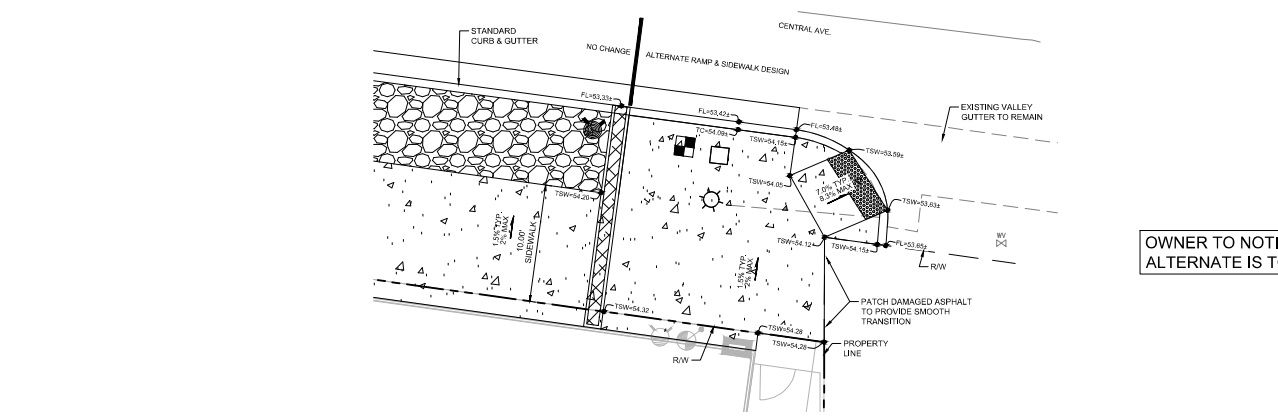 CENTRAL AVE.
STANDARD
CURB & GUTTER
NO CHANGE
ALTERNATE RAMP & SIDEWALK DESIGN
FL=53.33±
FL=53.42±
TC=54.09±
FL=53.48±
TSW=54.15±
TSW=53.59±
EXISTING VALLEY
GUTTER TO REMAIN
TSW=54.05
7.0% TYP.
8.3% MAX
TSW=54.20
TSW=53.63±
1.5% TYP.
2% MAX
10.00'
SIDEWALK
TSW=54.12
TSW=54.15±
FL=53.65±
WV
R/W
OWNER TO NOTI
ALTERNATE IS TO
1.5% TYP.
2% MAX
PATCH DAMAGED ASPHALT
TO PROVIDE SMOOTH
TRANSITION
TSW=54.32
TSW=54.28
TSW=54.28
PROPERTY
LINE
R/W